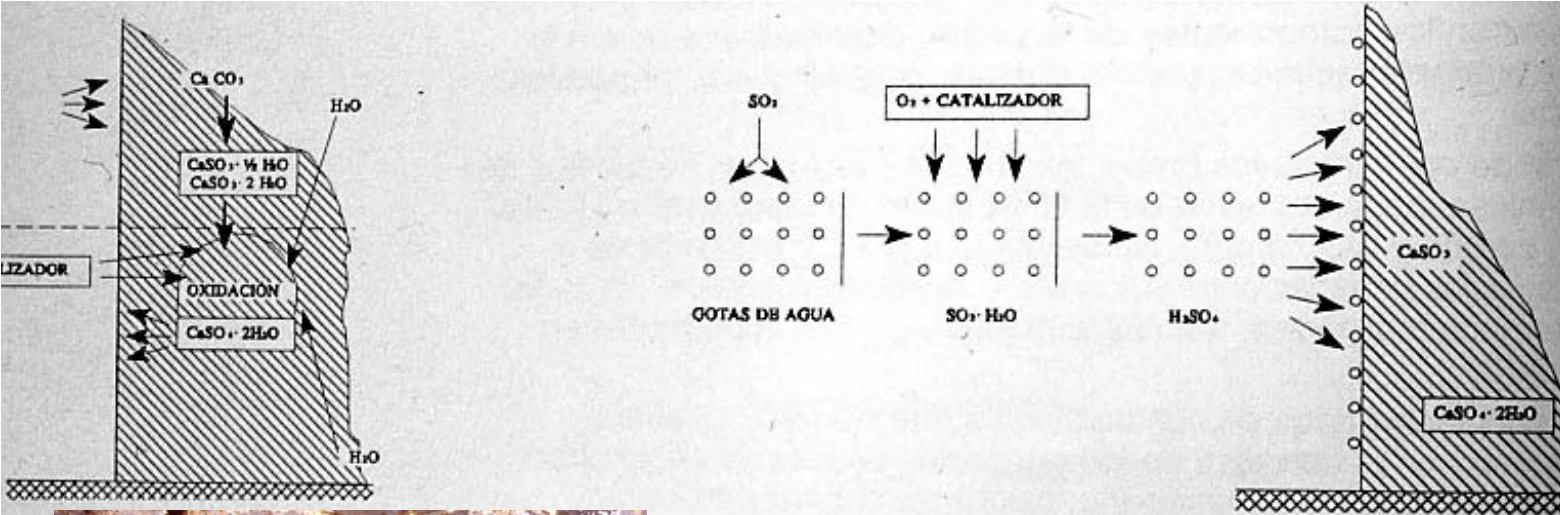 Ca CO₃
H₂O
CaSO₃· ½ H₂O
CaSO₃· 2 H₂O
LIZADOR
OXIDACIÓN
CaSO₄· 2H₂O
H₂O
SO₂
O₂ + CATALIZADOR
GOTAS DE AGUA
SO₂· H₂O
H₂SO₄
CaSO₃
CaSO₄· 2H₂O